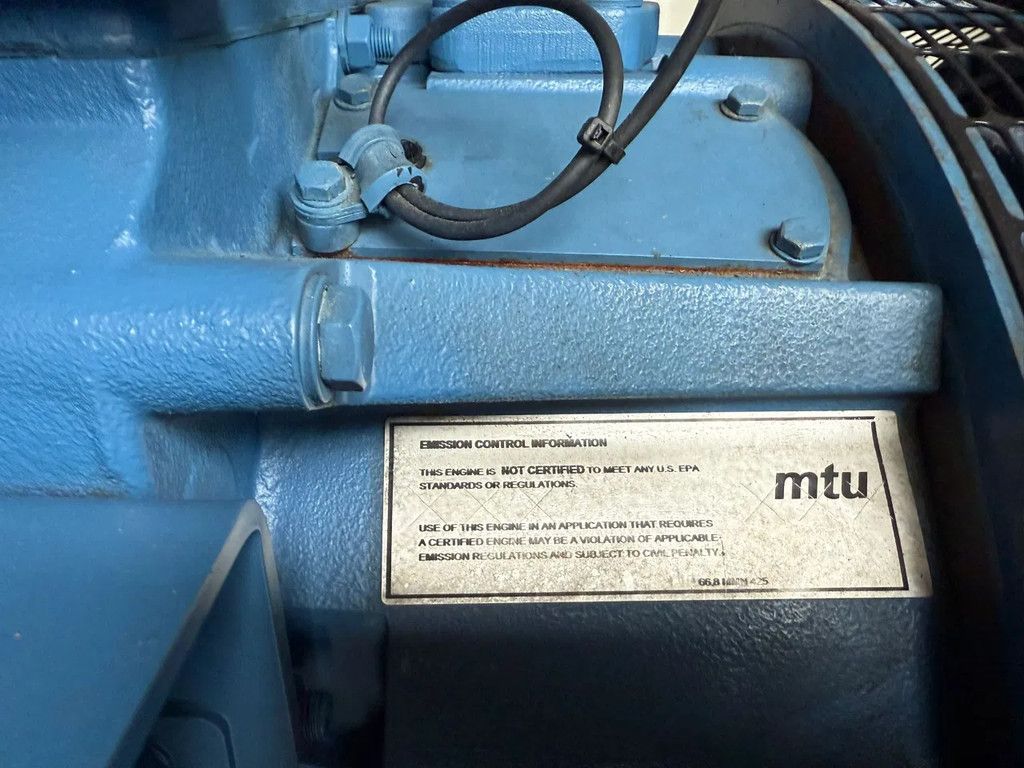 EMISSION CONTROL INFORMATION
THIS ENGINE IS NOT CERTIFIED TO MEET ANY U.S. EPA
STANDARDS OR REGULATIONS.
mtu
USE OF THIS ENGINE IN AN APPLICATION THAT REQUIRES
A CERTIFIED ENGINE MAY BE A VIOLATION OF APPLICABLE
EMISSION REGULATIONS AND SUBJECT TO CIVIL PENALTY.
425